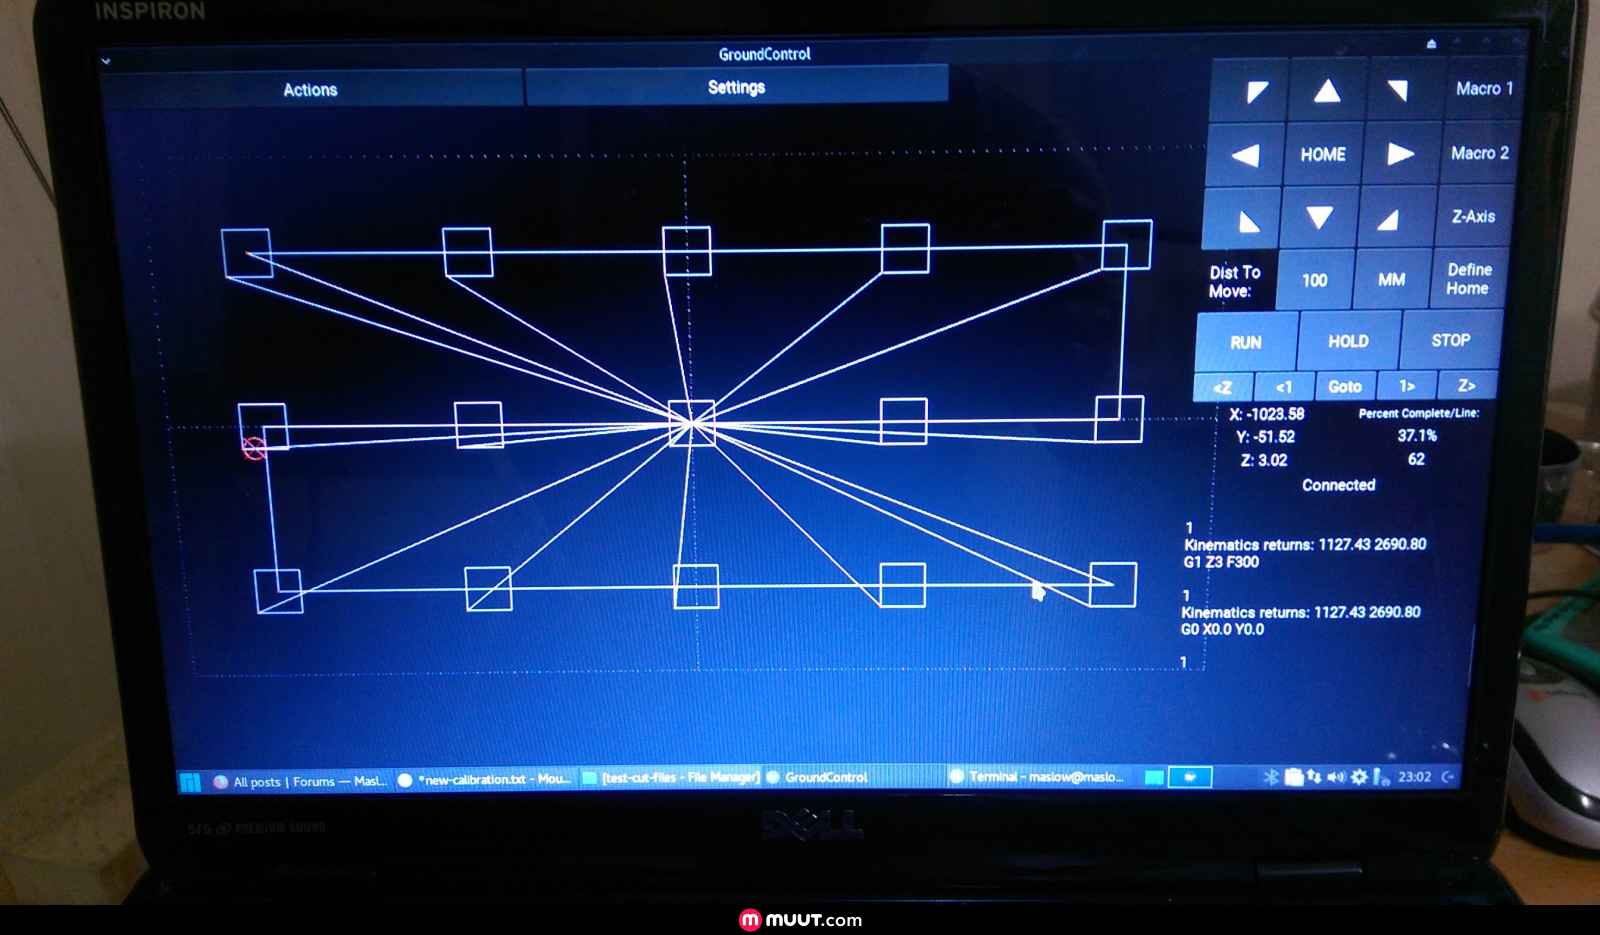 INSPIRON
GroundControl
Actions
Settings
Macro 1
HOME
Macro 2
Z-Axis
Dist To
Move:
100
MM
Define
Home
RUN
HOLD
STOP
<Z
<1
Goto
1>
Z>
X: -1023.58
Percent Complete/Line:
Y: -51.52
37.1%
Z: 3.02
62
Connected
1
Kinematics returns: 1127.43 2690.80
G1 Z3 F300
1
Kinematics returns: 1127.43 2690.80
G0 X0.0 Y0.0
1
All posts | Forums — Masl...
*new-calibration.txt - Mou...
[test-cut-files - File Manager]
GroundControl
Terminal - maslow@maslo...
23:02
DELL
muut.com